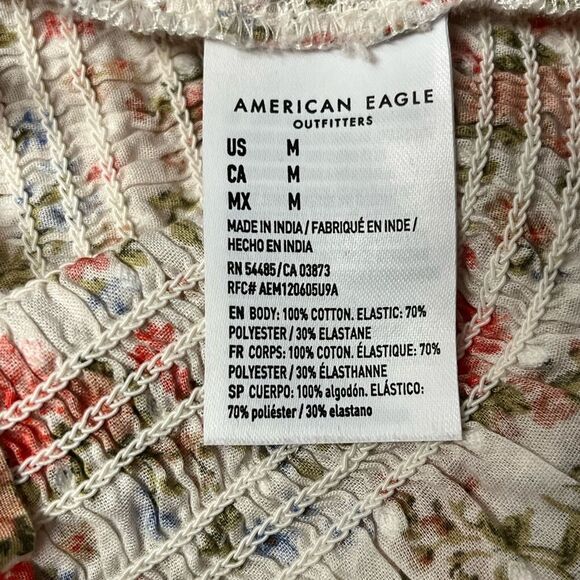 AMERICAN EAGLE
OUTFITTERS
US M
CA M
MX M
MADE IN INDIA / FABRIQUÉ EN INDE /
HECHO EN INDIA
RN 54485/CA 03873
RFC# AEM120605U9A
EN BODY: 100% COTTON. ELASTIC: 70%
POLYESTER / 30% ELASTANE
FR CORPS: 100% COTON. ÉLASTIQUE: 70%
POLYESTER / 30% ÉLASTHANNE
SP CUERPO: 100% algodón. ELÁSTICO:
70% poliéster / 30% elastano